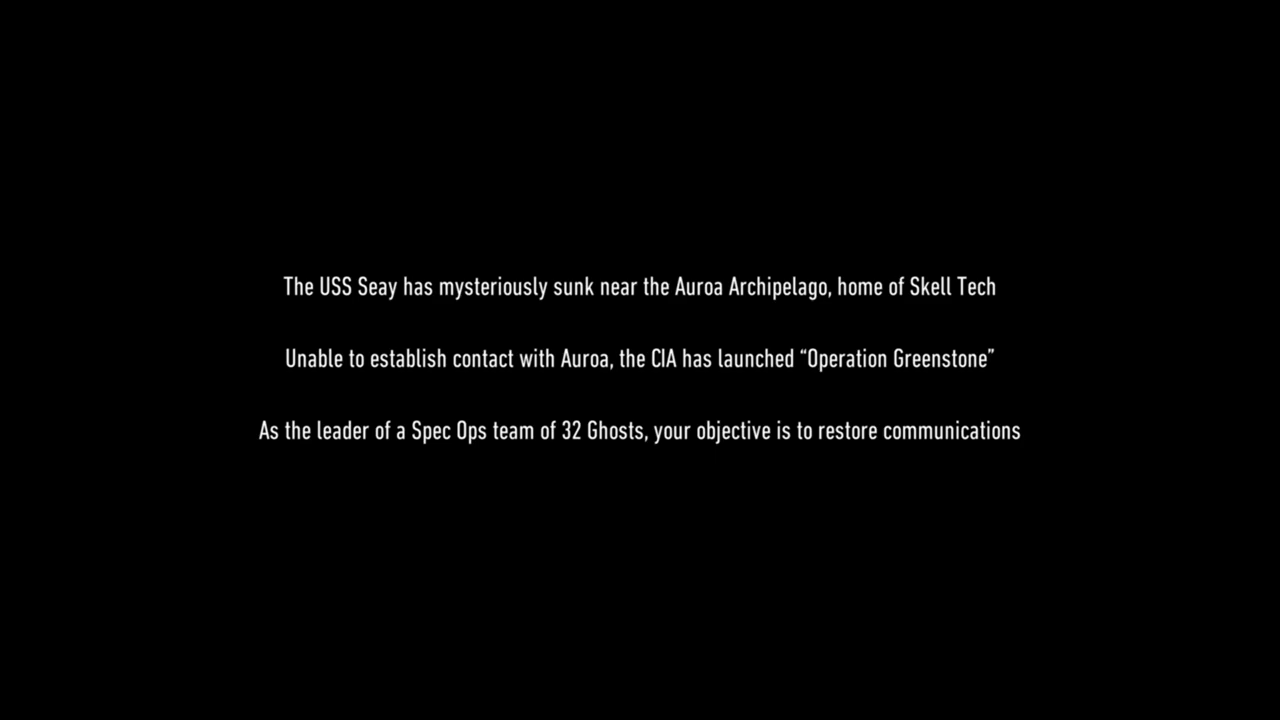 The USS Seay has mysteriously sunk near the Auroa Archipelago, home of Skell Tech
Unable to establish contact with Auroa, the CIA has launched “Operation Greenstone”
As the leader of a Spec Ops team of 32 Ghosts, your objective is to restore communications